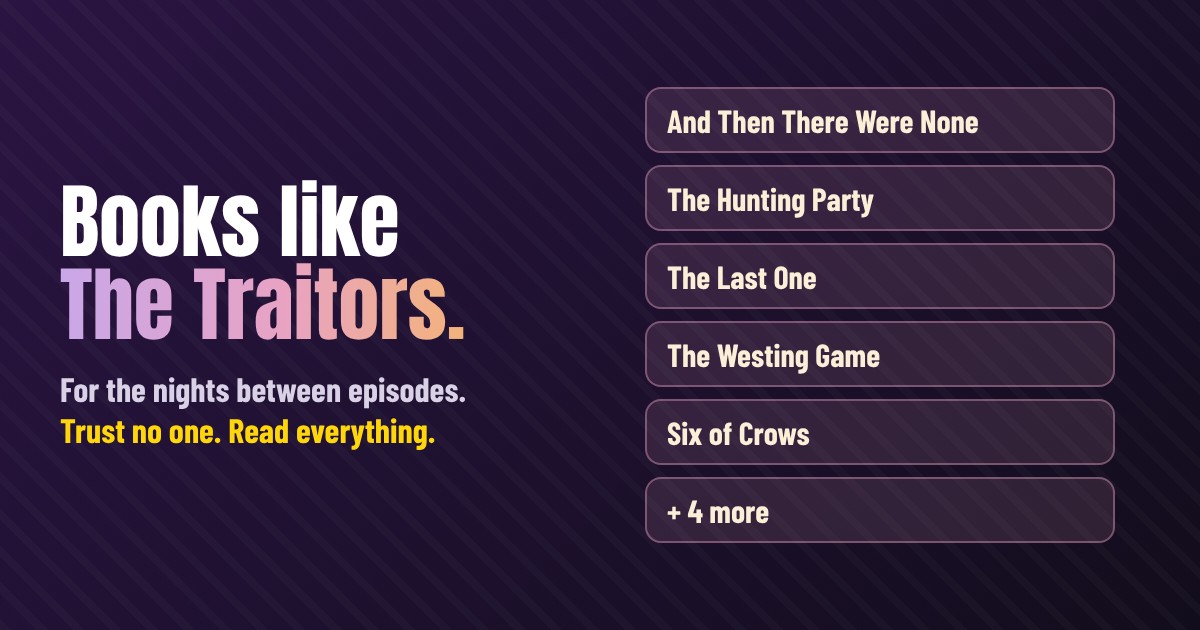 Books like
The Traitors.
For the nights between episodes.
Trust no one. Read everything.
And Then There Were None
The Hunting Party
The Last One
The Westing Game
Six of Crows
+ 4 more